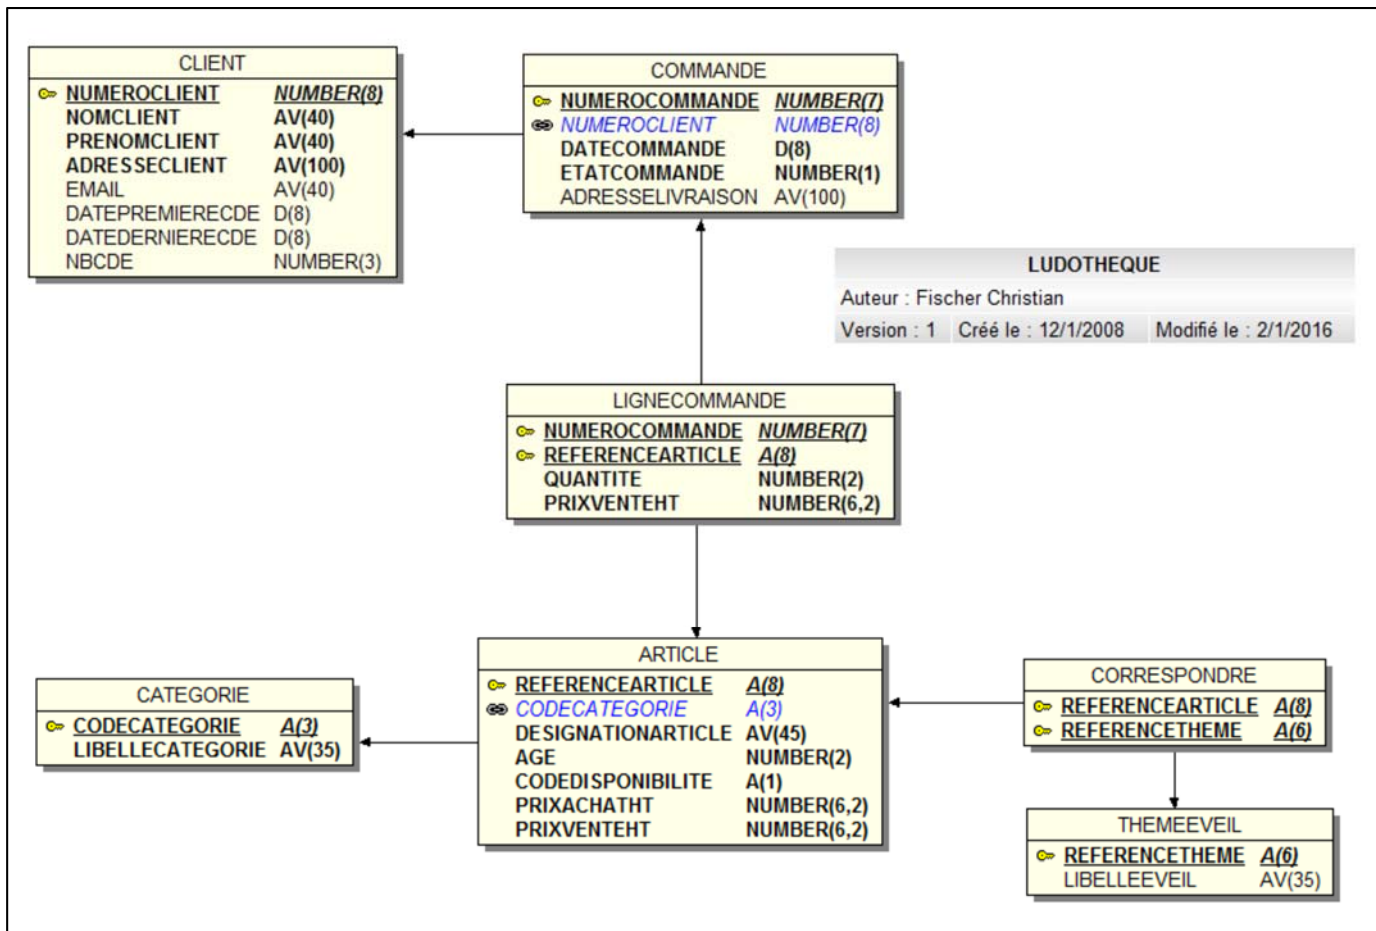 CLIENT
NUMEROCLIENT NUMBER(8)
NOMCLIENT AV(40)
PRENOMCLIENT AV(40)
ADRESSECLIENT AV(100)
EMAIL AV(40)
DATEPREMIERECDE D(8)
DATEDERNIERECDE D(8)
NBCDE NUMBER(3)
COMMANDE
NUMEROCOMMANDE NUMBER(7)
NUMEROCLIENT NUMBER(8)
DATECOMMANDE D(8)
ETATCOMMANDE NUMBER(1)
ADRESSELIVRAISON AV(100)
LUDOTHEQUE
Auteur : Fischer Christian
Version : 1 Créé le : 12/1/2008 Modifié le : 2/1/2016
LIGNECOMMANDE
NUMEROCOMMANDE NUMBER(7)
REFERENCEARTICLE A(8)
QUANTITE NUMBER(2)
PRIXVENTEHT NUMBER(6,2)
CATEGORIE
CODECATEGORIE A(3)
LIBELLECATEGORIE AV(35)
ARTICLE
REFERENCEARTICLE A(8)
CODECATEGORIE A(3)
DESIGNATIONARTICLE AV(45)
AGE NUMBER(2)
CODEDISPONIBILITE A(1)
PRIXACHATHT NUMBER(6,2)
PRIXVENTEHT NUMBER(6,2)
CORRESPONDRE
REFERENCEARTICLE A(8)
REFERENCETHEME A(6)
THEMEEVEIL
REFERENCETHEME A(6)
LIBELLEEVEIL AV(35)